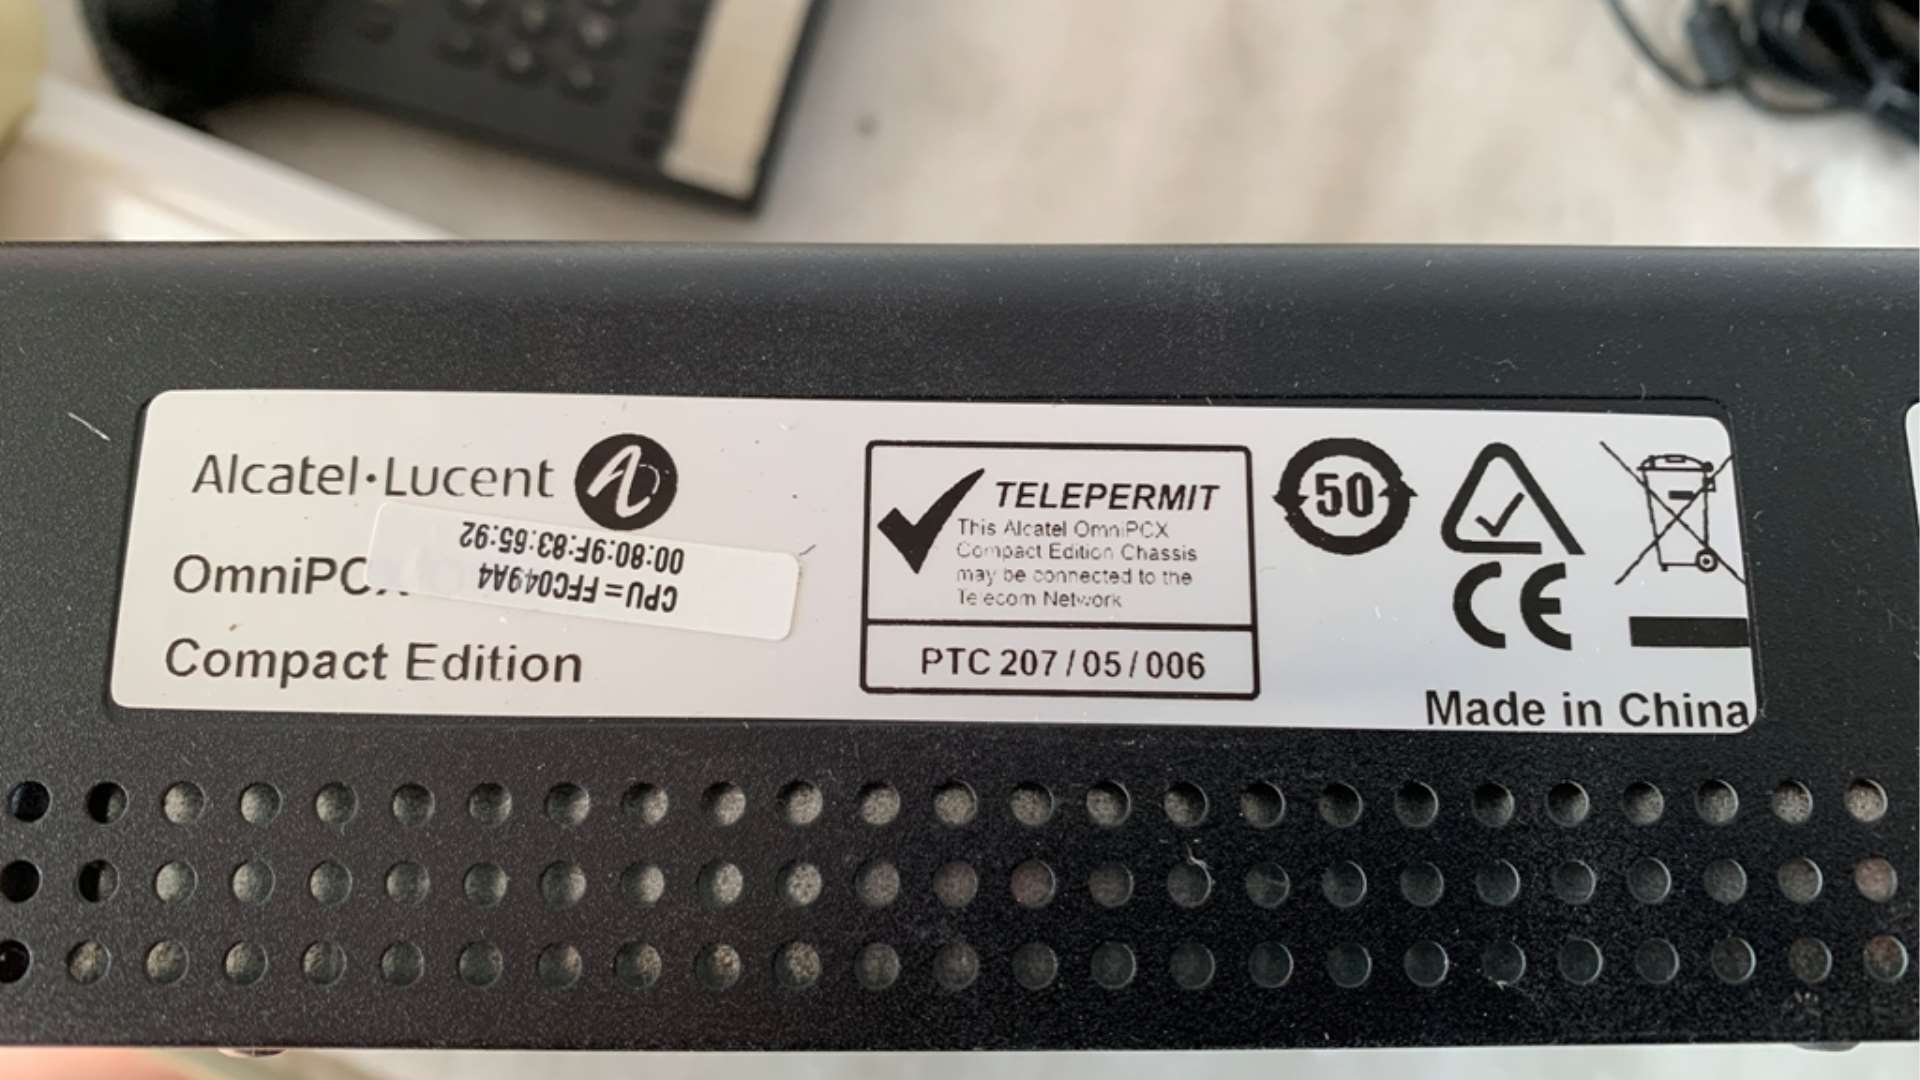 Alcatel·Lucent
00:80:9F:83:65:92
CPU=FFC049A4
Compact Edition
TELEPERMIT
This Alcatel OmniPCX
Compact Edition Chassis
may be connected to the
Telecom Network
PTC 207/05/006
50
CE
Made in China